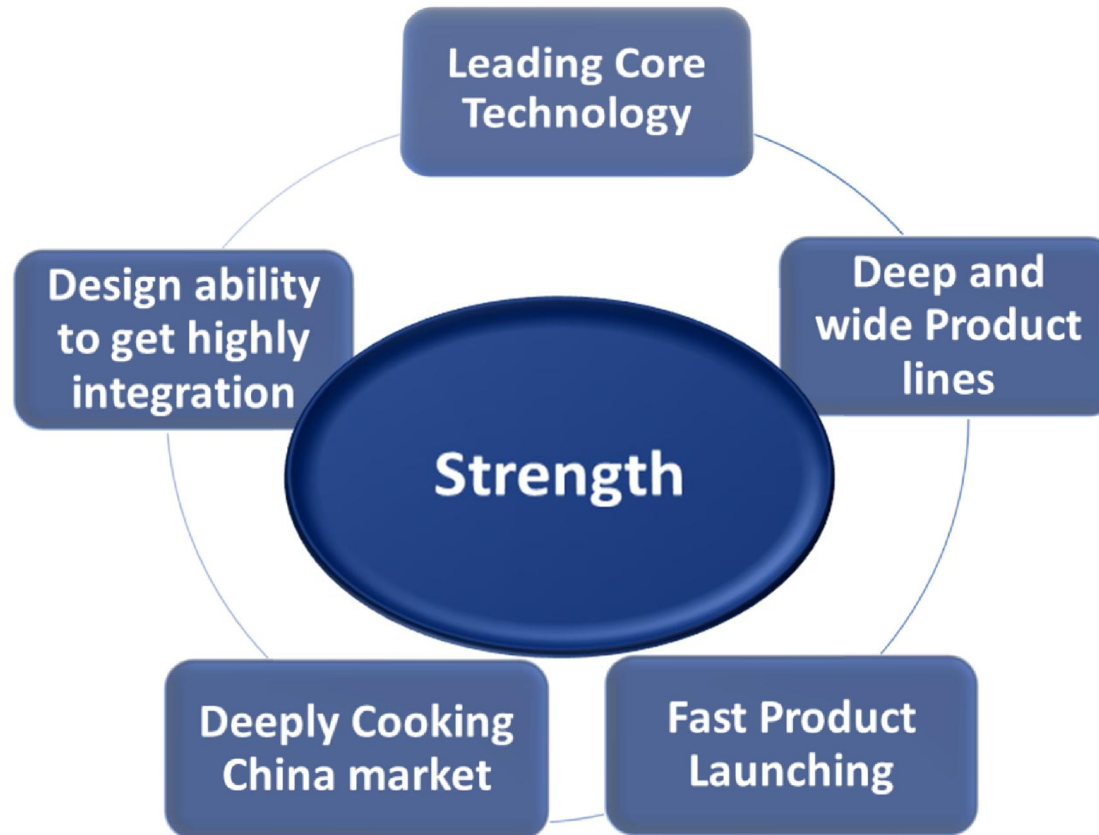 Leading Core
Technology
Deep and
wide Product
lines
Fast Product
Launching
Deeply Cooking
China market
Design ability
to get highly
integration
Strength